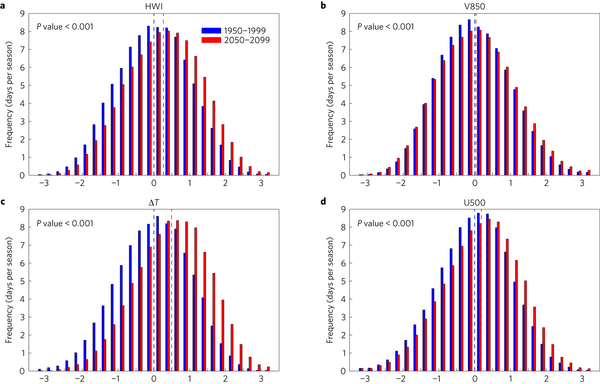 a HWI
P value < 0.001
1950–1999
2050–2099
Frequency (days per season)
9
8
7
6
5
4
3
2
1
0
−3 −2 −1 0 1 2 3
b V850
P value < 0.001
Frequency (days per season)
9
8
7
6
5
4
3
2
1
0
−3 −2 −1 0 1 2 3
c ΔT
P value < 0.001
Frequency (days per season)
9
8
7
6
5
4
3
2
1
0
−3 −2 −1 0 1 2 3
d U500
P value < 0.001
Frequency (days per season)
9
8
7
6
5
4
3
2
1
0
−3 −2 −1 0 1 2 3